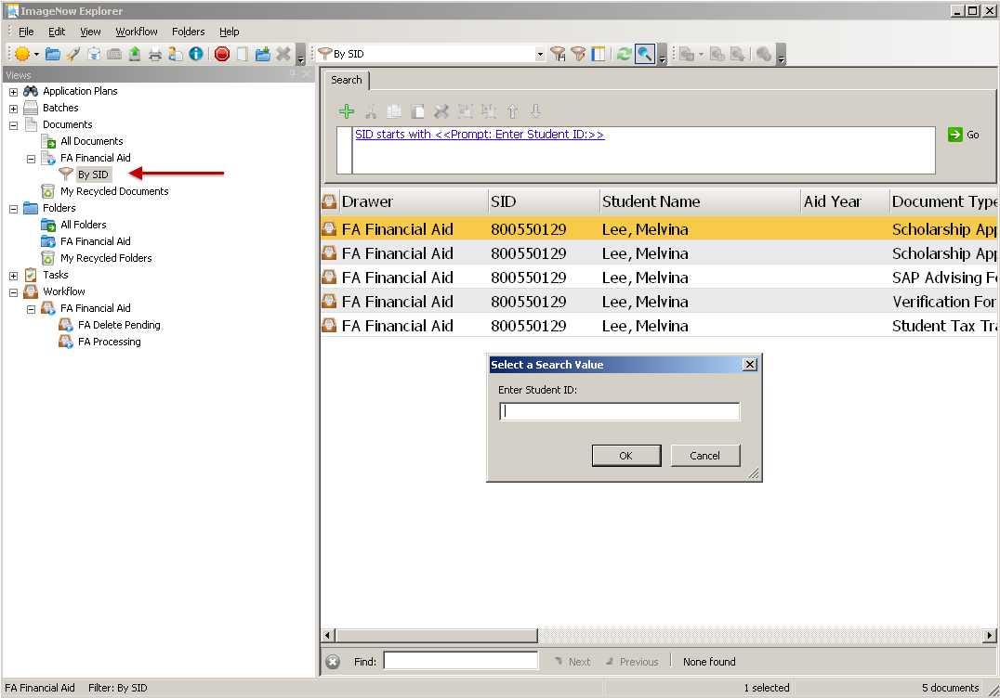 ImageNow Explorer
File Edit View Workflow Folders Help
By SID
Views
Application Plans
Batches
Documents
All Documents
FA Financial Aid
By SID
My Recycled Documents
Folders
All Folders
FA Financial Aid
My Recycled Folders
Tasks
Workflow
FA Financial Aid
FA Delete Pending
FA Processing
Search
SID starts with <<Prompt: Enter Student ID:>>
Go
Drawer SID Student Name Aid Year Document Type
FA Financial Aid 800550129 Lee, Melvina Scholarship App
FA Financial Aid 800550129 Lee, Melvina Scholarship App
FA Financial Aid 800550129 Lee, Melvina SAP Advising Fo
FA Financial Aid 800550129 Lee, Melvina Verification For
FA Financial Aid 800550129 Lee, Melvina Student Tax Tra
Select a Search Value
Enter Student ID:
OK Cancel
Find: Next Previous None found
FA Financial Aid Filter: By SID 1 selected 5 documents